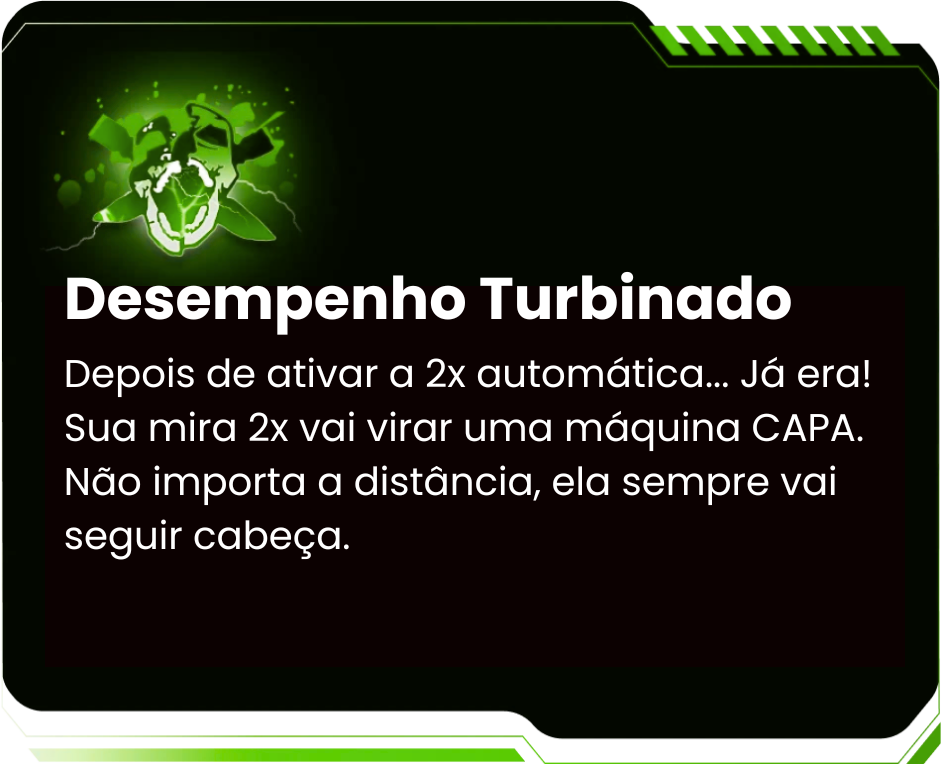 Desempenho Turbinado
Depois de ativar a 2x automática... Já era!
Sua mira 2x vai virar uma máquina CAPA.
Não importa a distância, ela sempre vai
seguir cabeça.